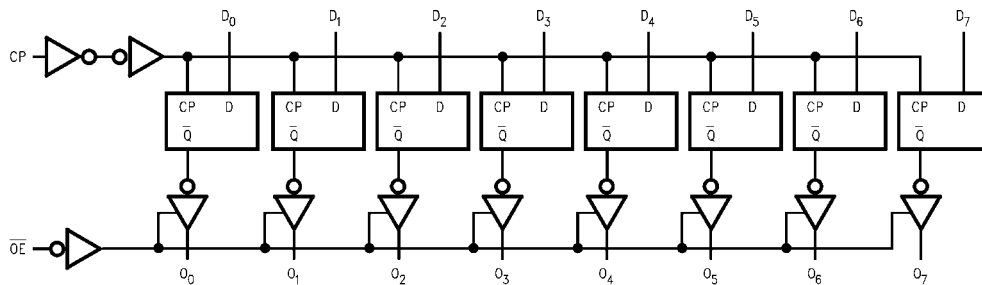 D₀ D₁ D₂ D₃ D₄ D₅ D₆ D₇
CP
CP D CP D CP D CP D CP D CP D CP D CP D
Q̅ Q̅ Q̅ Q̅ Q̅ Q̅ Q̅ Q̅
O̅E̅
O₀ O₁ O₂ O₃ O₄ O₅ O₆ O₇